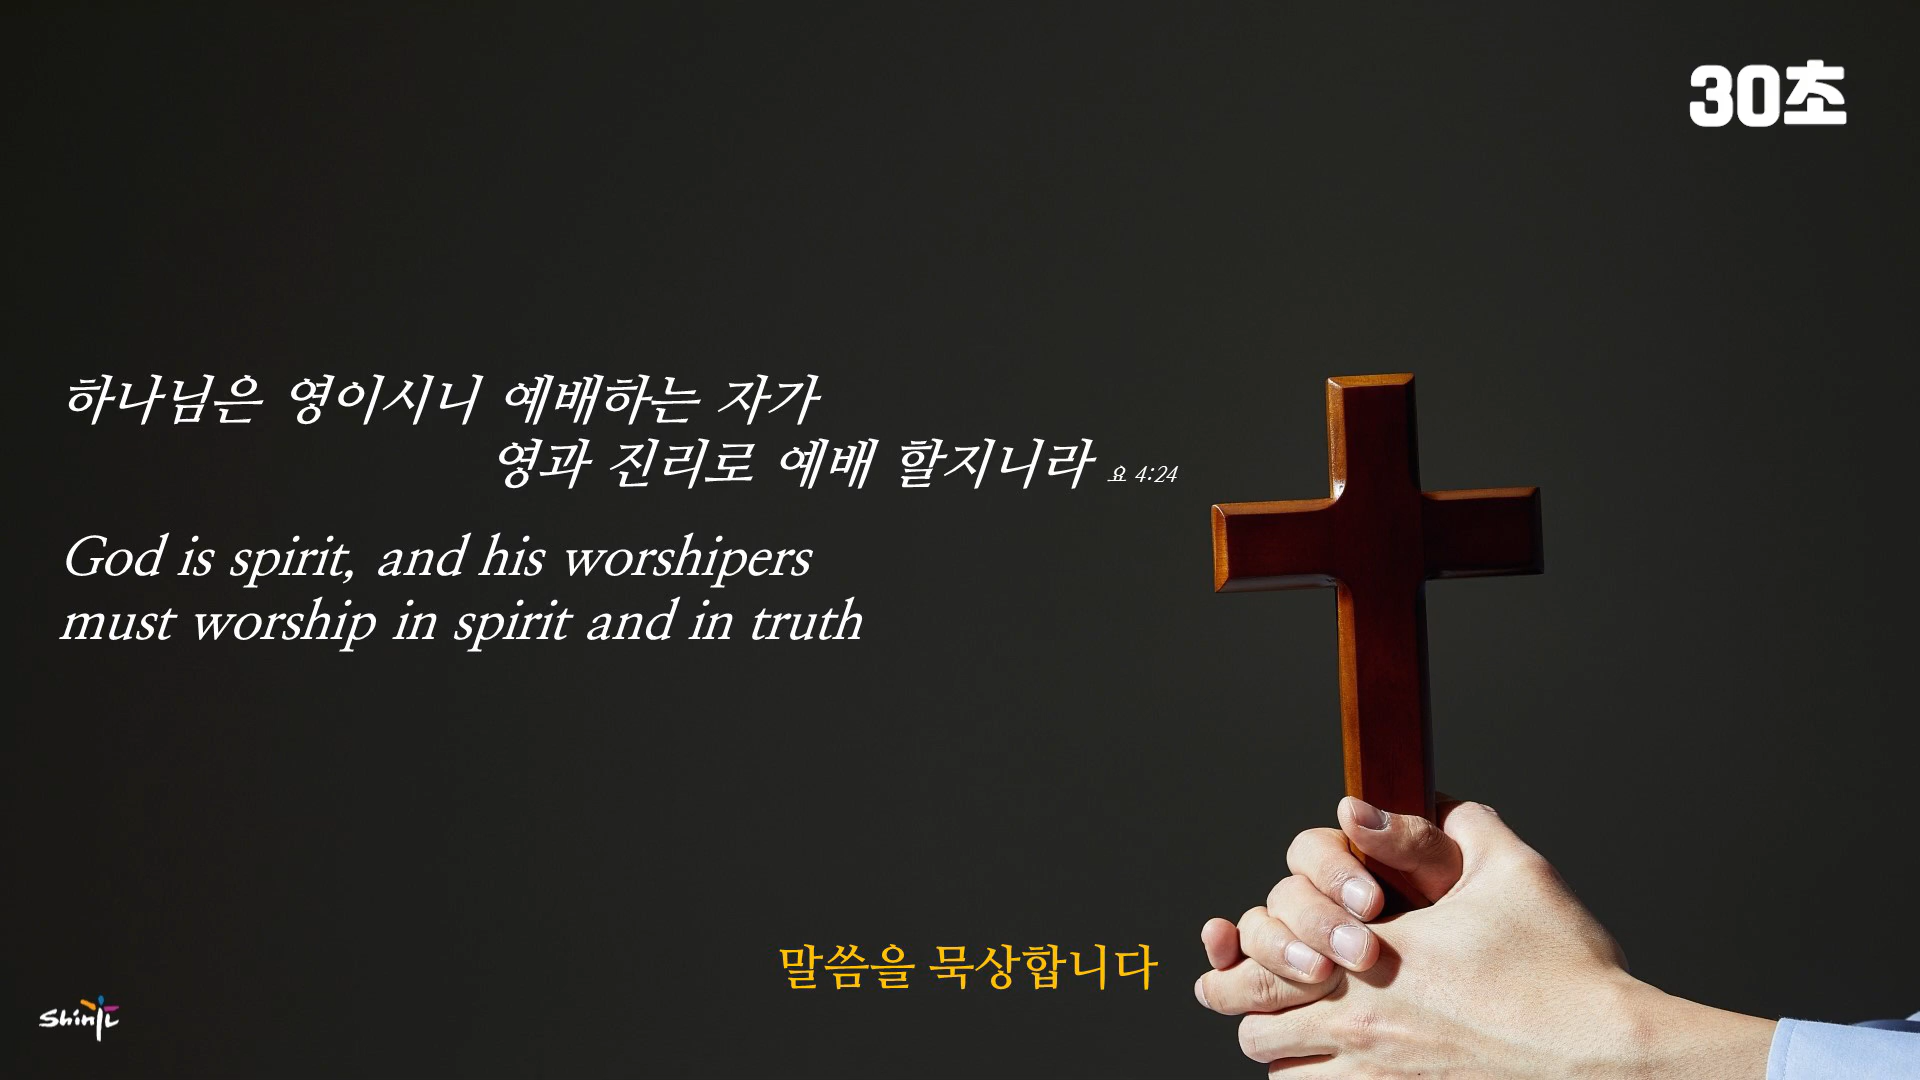 30초
하나님은 영이시니 예배하는 자가
영과 진리로 예배 할지니라 요 4:24
God is spirit, and his worshipers
must worship in spirit and in truth
말씀을 묵상합니다